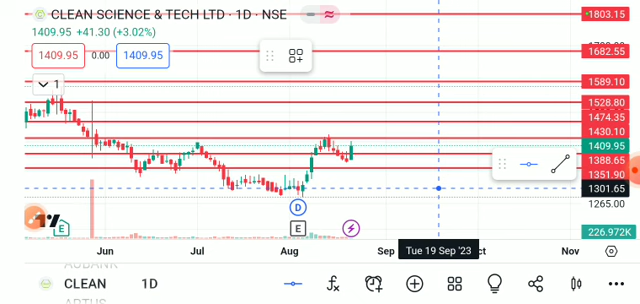 CLEAN SCIENCE & TECH LTD · 1D · NSE
1803.15
1409.95 +41.30 (+3.02%)
1682.55
1409.95 0.00 1409.95
1
1589.10
1528.80
1474.35
1430.10
1409.95
1388.65
1351.90
1301.65
1265.00
D
E
E
226.972K
Jun Jul Aug Sep Tue 19 Sep '23 Nov
CLEAN 1D